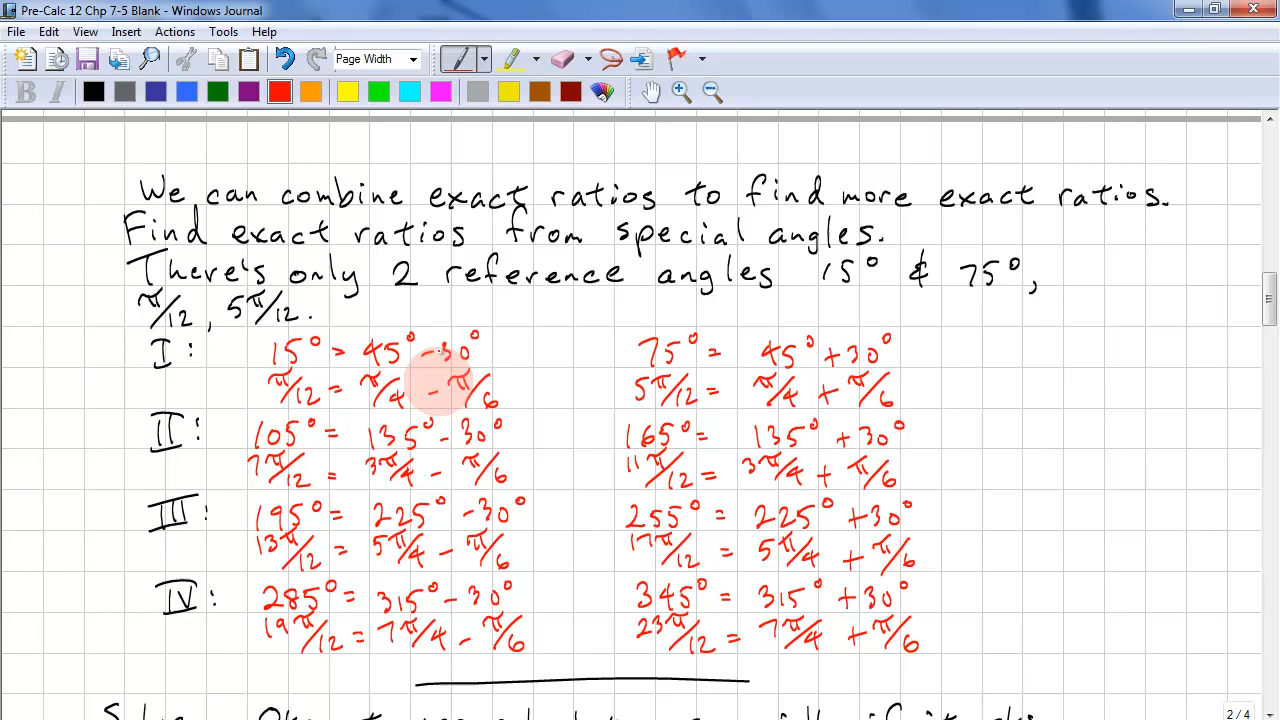 Pre-Calc 12 Chp 7-5 Blank - Windows Journal
File Edit View Insert Actions Tools Help
Page Width
We can combine exact ratios to find more exact ratios.
Find exact ratios from special angles.
There's only 2 reference angles 15° & 75°,
π/12, 5π/12.
I: 15° = 45° - 30° 75° = 45° + 30°
π/12 = π/4 - π/6 5π/12 = π/4 + π/6
II: 105° = 135° - 30° 165° = 135° + 30°
7π/12 = 3π/4 - π/6 11π/12 = 3π/4 + π/6
III: 195° = 225° - 30° 255° = 225° + 30°
13π/12 = 5π/4 - π/6 17π/12 = 5π/4 + π/6
IV: 285° = 315° - 30° 345° = 315° + 30°
19π/12 = 7π/4 - π/6 23π/12 = 7π/4 + π/6
2/4